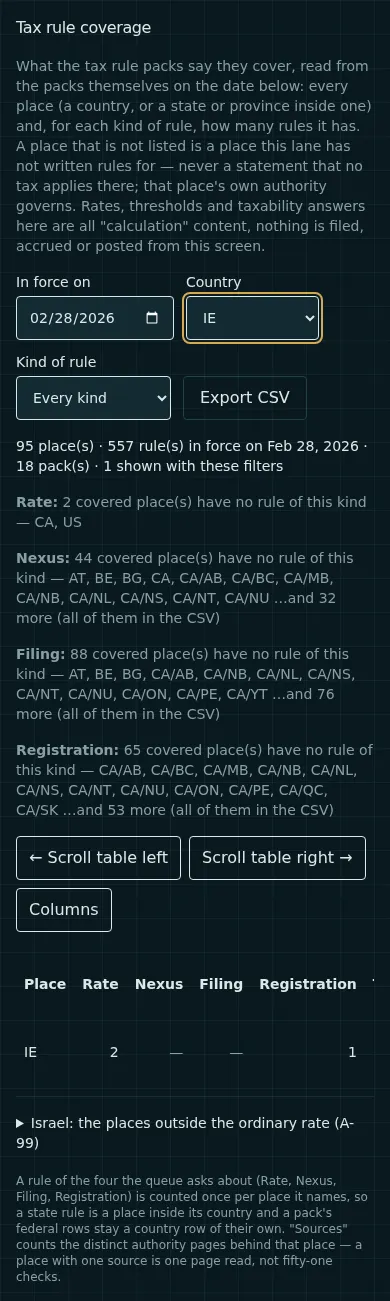 Tax rule coverage
What the tax rule packs say they cover, read from
the packs themselves on the date below: every
place (a country, or a state or province inside one)
and, for each kind of rule, how many rules it has.
A place that is not listed is a place this lane has
not written rules for — never a statement that no
tax applies there; that place's own authority
governs. Rates, thresholds and taxability answers
here are all "calculation" content, nothing is filed,
accrued or posted from this screen.
In force on Country
02/28/2026 IE
Kind of rule
Every kind Export CSV
95 place(s) · 557 rule(s) in force on Feb 28, 2026 ·
18 pack(s) · 1 shown with these filters
Rate: 2 covered place(s) have no rule of this kind
— CA, US
Nexus: 44 covered place(s) have no rule of this
kind — AT, BE, BG, CA, CA/AB, CA/BC, CA/MB,
CA/NB, CA/NL, CA/NS, CA/NT, CA/NU …and 32
more (all of them in the CSV)
Filing: 88 covered place(s) have no rule of this
kind — AT, BE, BG, CA/AB, CA/NB, CA/NL, CA/NS,
CA/NT, CA/NU, CA/ON, CA/PE, CA/YT …and 76
more (all of them in the CSV)
Registration: 65 covered place(s) have no rule of
this kind — CA/AB, CA/BC, CA/MB, CA/NB, CA/NL,
CA/NS, CA/NT, CA/NU, CA/ON, CA/PE, CA/QC,
CA/SK …and 53 more (all of them in the CSV)
← Scroll table left Scroll table right →
Columns
Place Rate Nexus Filing Registration
IE 2 — — 1
▶ Israel: the places outside the ordinary rate (A-
99)
A rule of the four the queue asks about (Rate, Nexus,
Filing, Registration) is counted once per place it names, so
a state rule is a place inside its country and a pack's
federal rows stay a country row of their own. "Sources"
counts the distinct authority pages behind that place — a
place with one source is one page read, not fifty-one
checks.